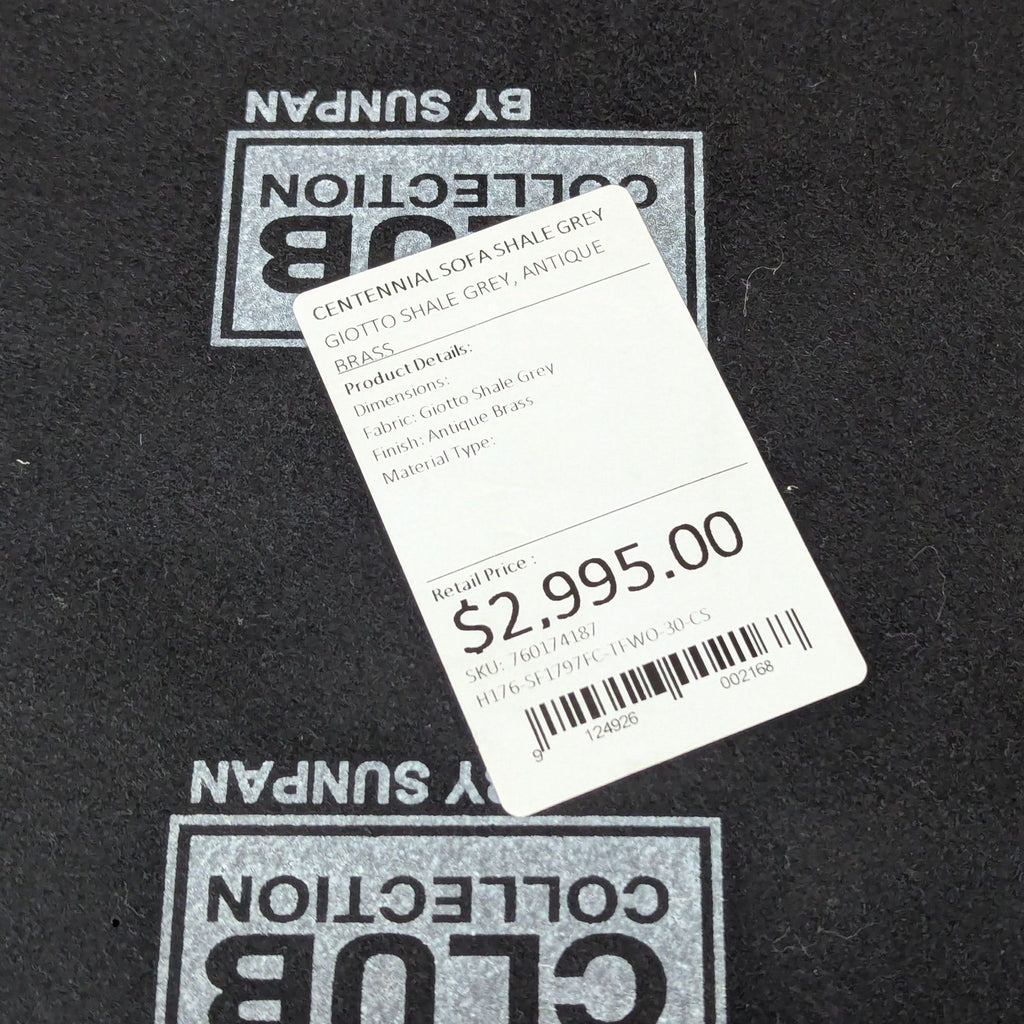 BY SUNPAN
COLLECTION
CLUB
CENTENNIAL SOFA SHALE GREY
GIOTTO SHALE GREY, ANTIQUE
BRASS
Product Details:
Dimensions:
Fabric: Giotto Shale Grey
Finish: Antique Brass
Material Type:
Retail Price :
$2,995.00
SKU: 760174187
H176-SF1797FC-TFWO-30-CS
9 124926 002168
BY SUNPAN
COLLECTION
CLUB